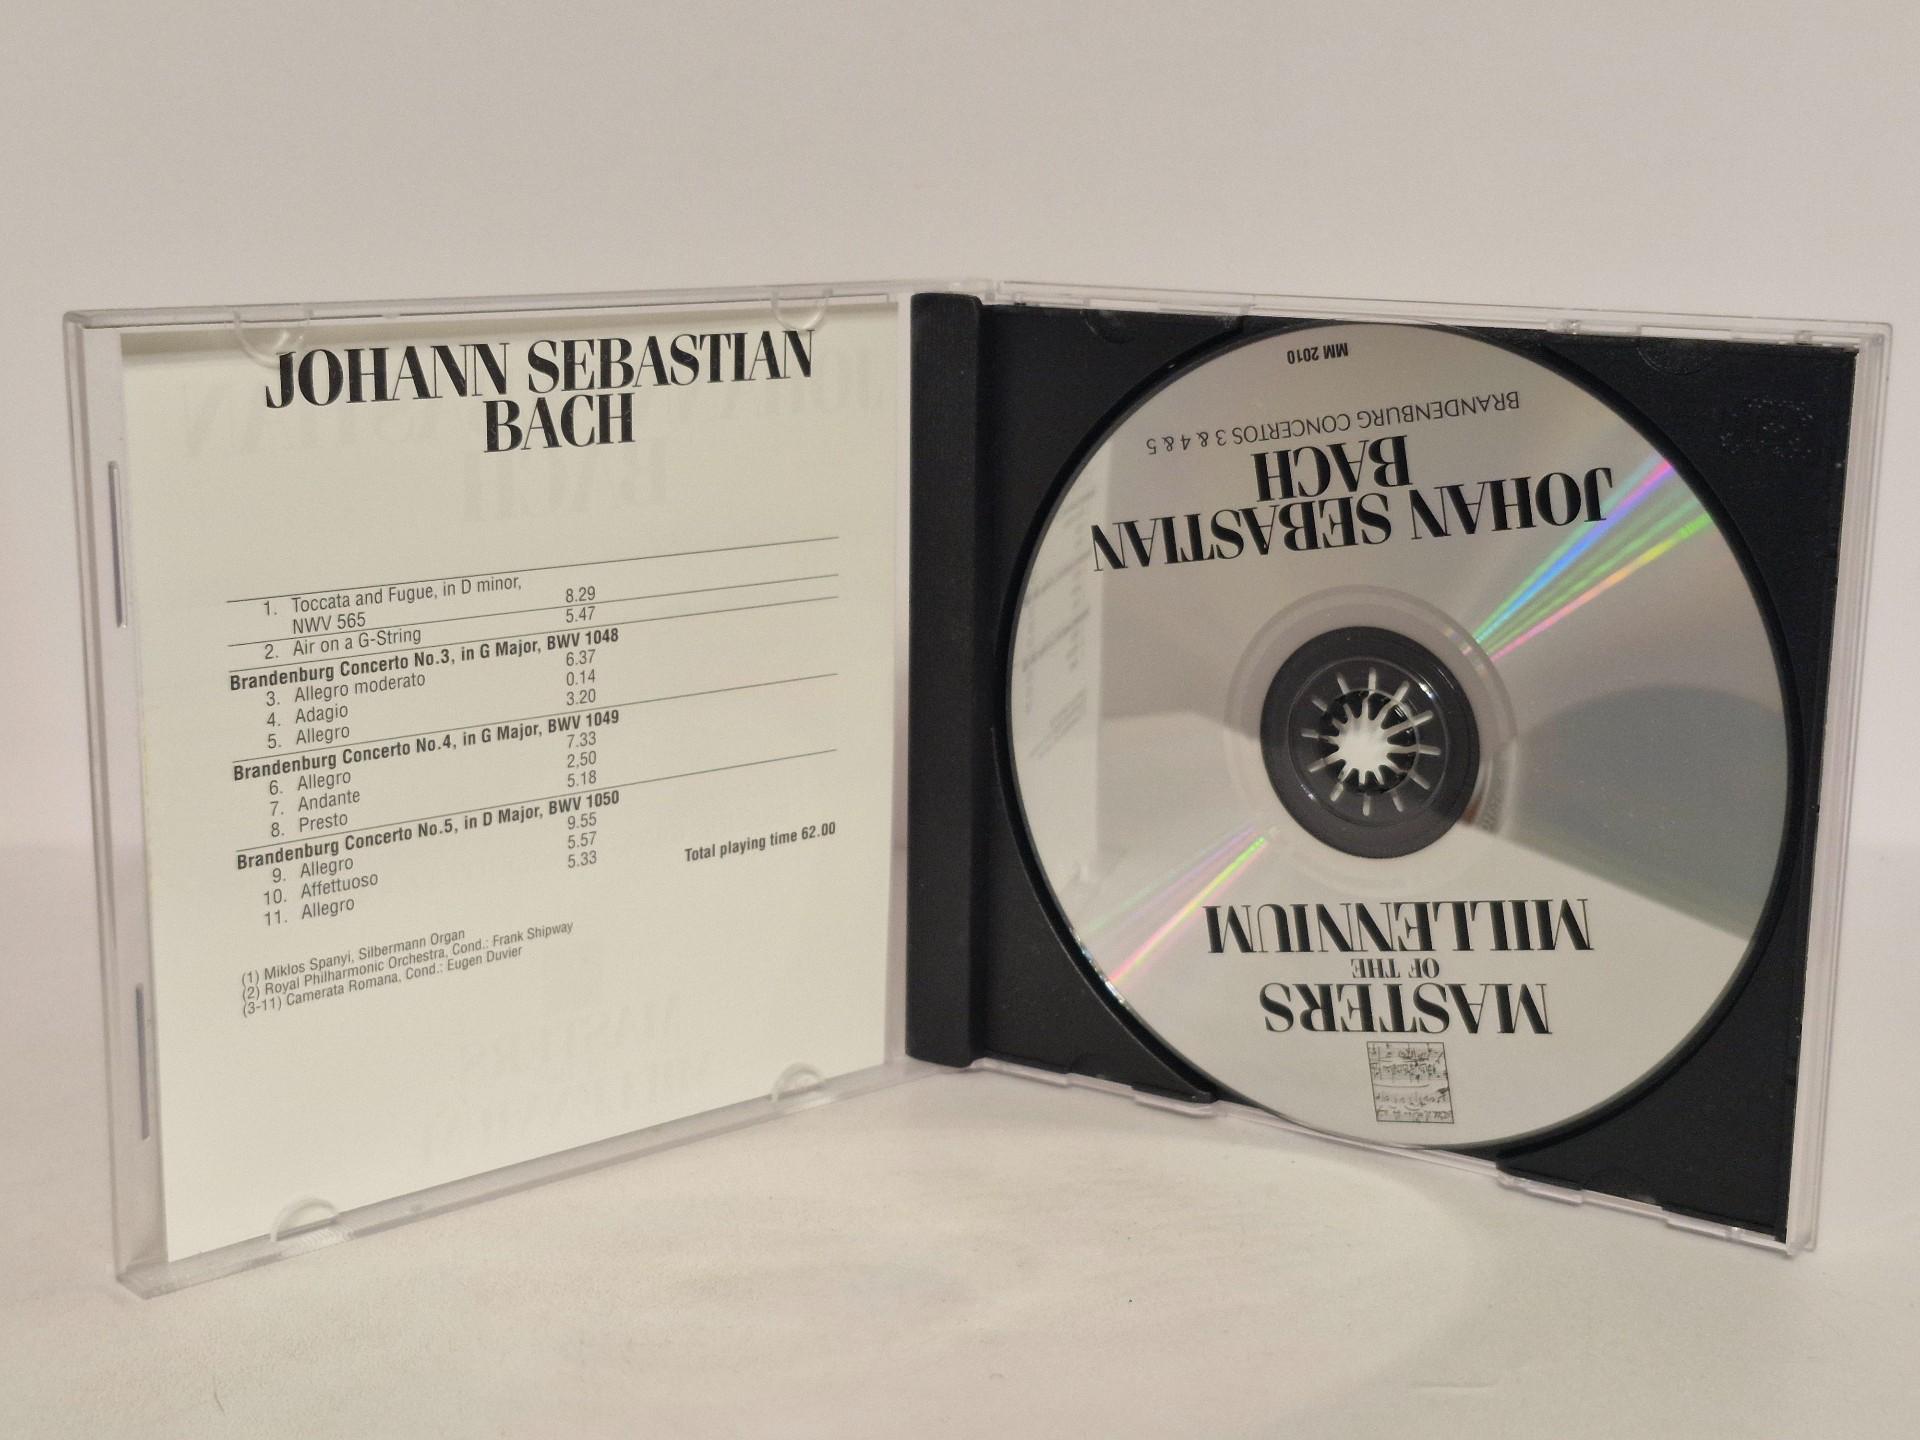 JOHANN SEBASTIAN
BACH
1. Toccata and Fugue, in D minor,
NWV 565 8.29
2. Air on a G-String 5.47
Brandenburg Concerto No.3, in G Major, BWV 1048
3. Allegro moderato 6.37
4. Adagio 0.14
5. Allegro 3.20
Brandenburg Concerto No.4, in G Major, BWV 1049
6. Allegro 7.33
7. Andante 2,50
8. Presto 5.18
Brandenburg Concerto No.5, in D Major, BWV 1050
9. Allegro 9.55
10. Affettuoso 5.57
11. Allegro 5.33
Total playing time 62.00
(1) Miklos Spanyi, Silbermann Organ
(2) Royal Philharmonic Orchestra, Cond.: Frank Shipway
(3-11) Camerata Romana, Cond.: Eugen Duvier
MASTERS
OF THE
MILLENNIUM
JOHAN SEBASTIAN
BACH
BRANDENBURG CONCERTOS 3 & 4 & 5
MM 2010